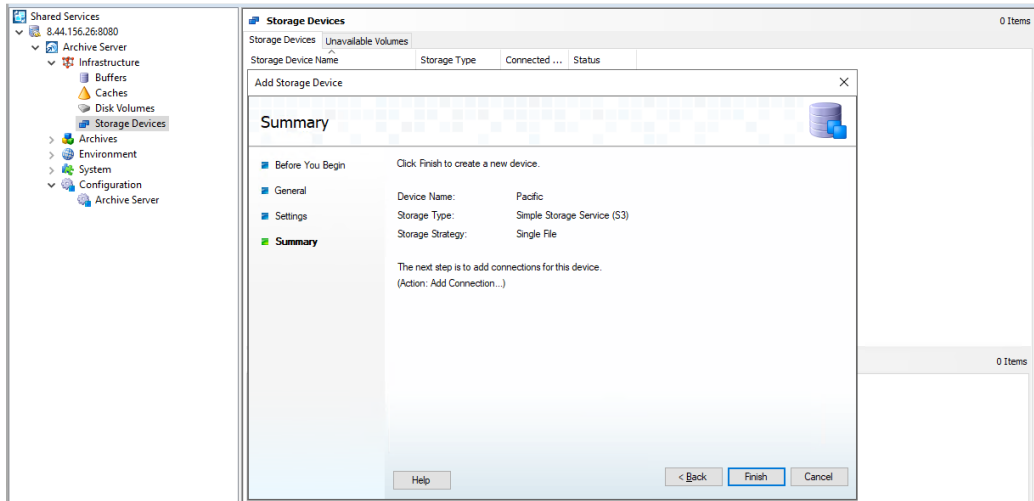 Shared Services
8.44.156.26:8080
Archive Server
Infrastructure
Buffers
Caches
Disk Volumes
Storage Devices
Archives
Environment
System
Configuration
Archive Server
Storage Devices
0 Items
Storage Devices Unavailable Volumes
Storage Device Name Storage Type Connected ... Status
Add Storage Device
Summary
Before You Begin
General
Settings
Summary
Click Finish to create a new device.
Device Name: Pacific
Storage Type: Simple Storage Service (S3)
Storage Strategy: Single File
The next step is to add connections for this device.
(Action: Add Connection...)
Help
< Back Finish Cancel
0 Items